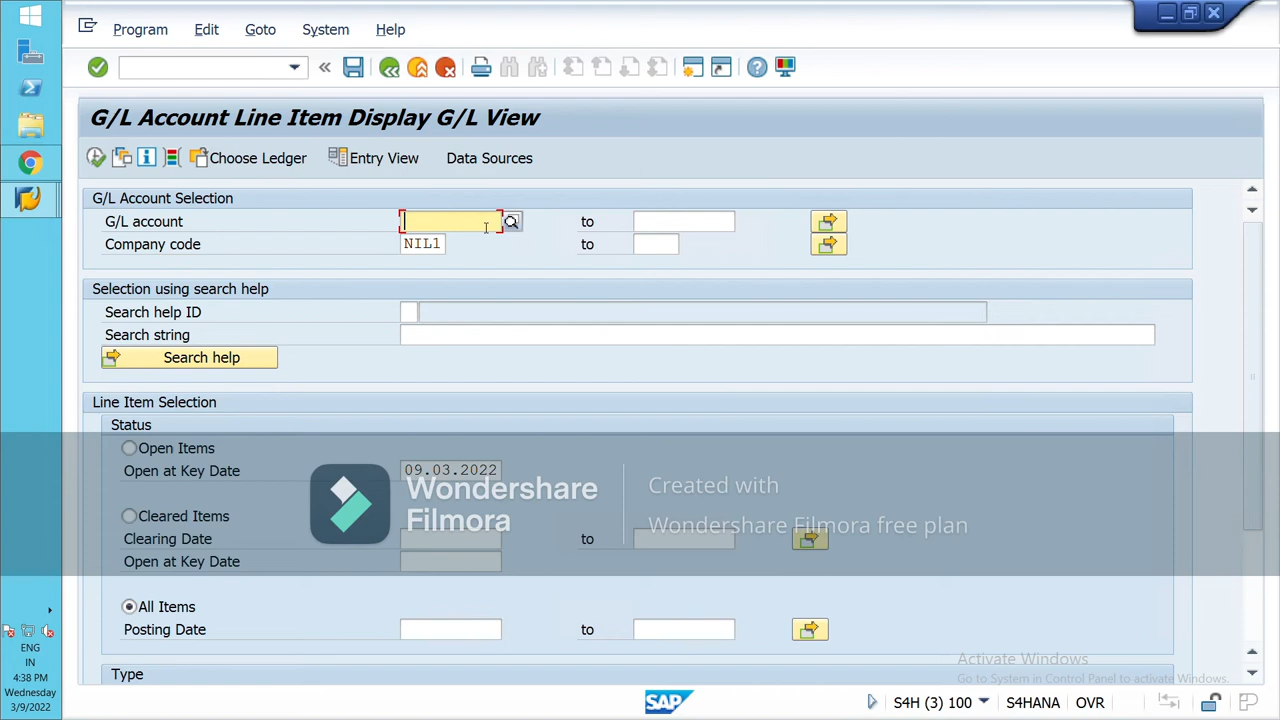 Program Edit Goto System Help
G/L Account Line Item Display G/L View
Choose Ledger Entry View Data Sources
G/L Account Selection
G/L account to
Company code NIL1 to
Selection using search help
Search help ID
Search string
Search help
Line Item Selection
Status
Open Items
Open at Key Date 09.03.2022
Wondershare Filmora
Created with
Wondershare Filmora free plan
Cleared Items
Clearing Date to
Open at Key Date
All Items
Posting Date to
Type
Activate Windows
Go to System in Control Panel to activate Windows.
ENG
IN
4:38 PM
Wednesday
3/9/2022
SAP
S4H (3) 100 S4HANA OVR